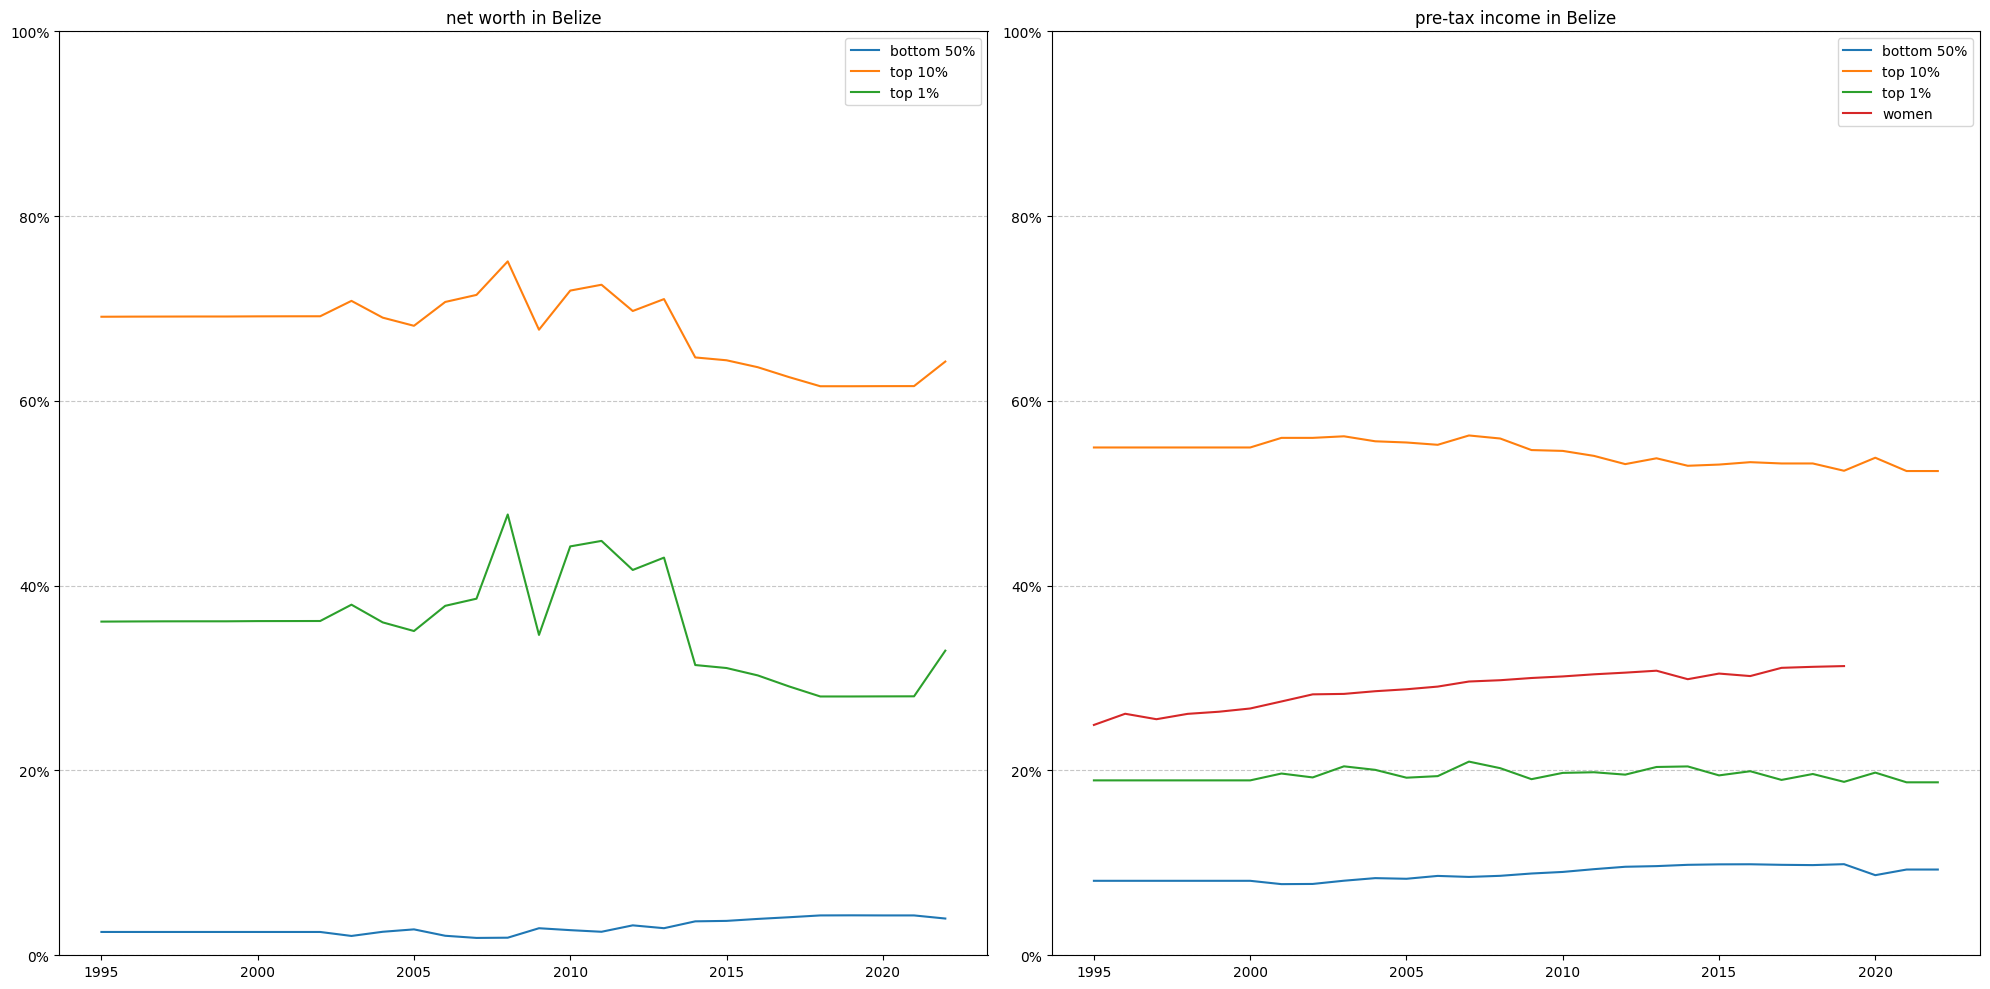 net worth in Belize
100%
80%
60%
40%
20%
0%
1995 2000 2005 2010 2015 2020
bottom 50%
top 10%
top 1%
pre-tax income in Belize
100%
80%
60%
40%
20%
0%
1995 2000 2005 2010 2015 2020
bottom 50%
top 10%
top 1%
women